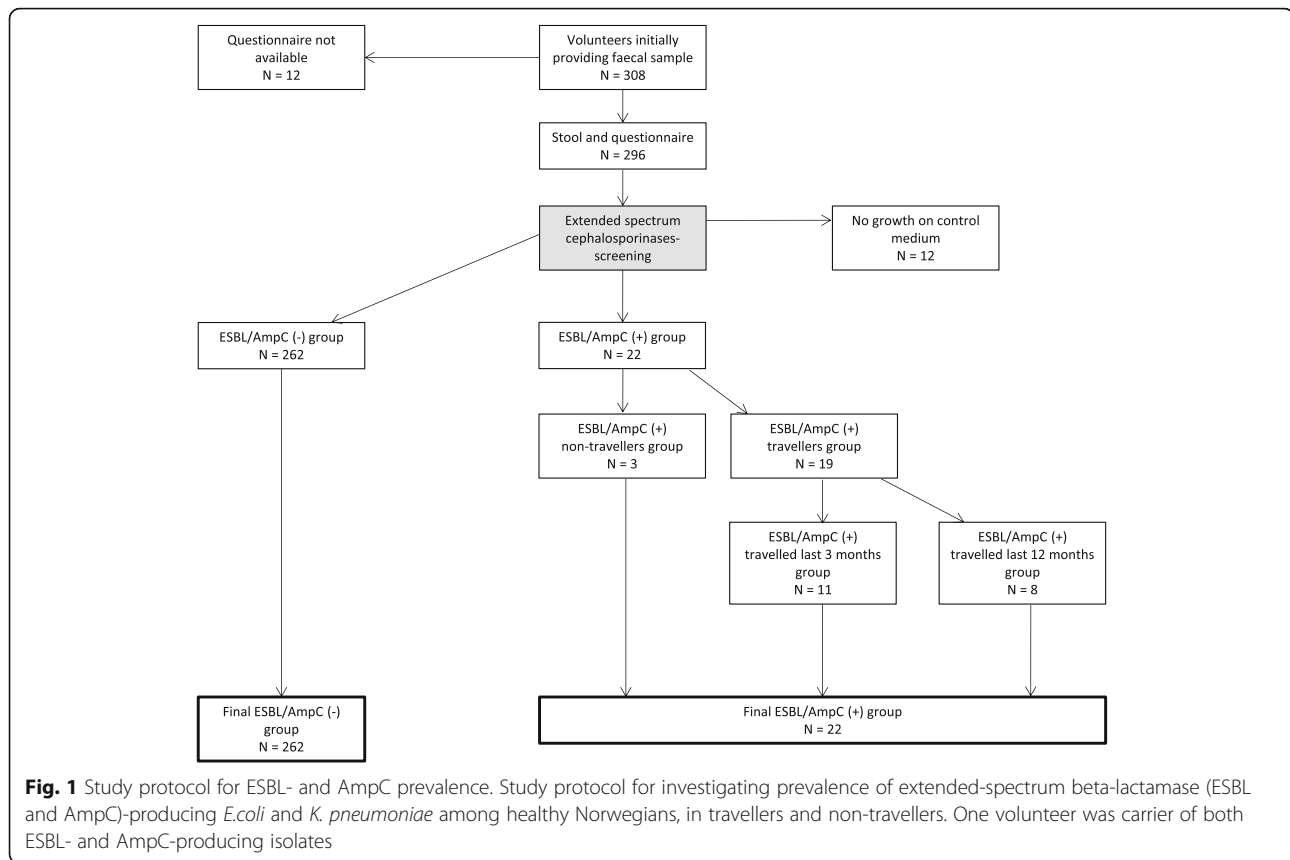 Questionnaire not
available
N = 12
Volunteers initially
providing faecal sample
N = 308
Stool and questionnaire
N = 296
Extended spectrum
cephalosporinases-
screening
No growth on control
medium
N = 12
ESBL/AmpC (-) group
N = 262
ESBL/AmpC (+) group
N = 22
ESBL/AmpC (+)
non-travellers group
N = 3
ESBL/AmpC (+)
travellers group
N = 19
ESBL/AmpC (+)
travelled last 3 months
group
N = 11
ESBL/AmpC (+)
travelled last 12 months
group
N = 8
Final ESBL/AmpC (-)
group
N = 262
Final ESBL/AmpC (+) group
N = 22
Fig. 1 Study protocol for ESBL- and AmpC prevalence. Study protocol for investigating prevalence of extended-spectrum beta-lactamase (ESBL
and AmpC)-producing E.coli and K. pneumoniae among healthy Norwegians, in travellers and non-travellers. One volunteer was carrier of both
ESBL- and AmpC-producing isolates